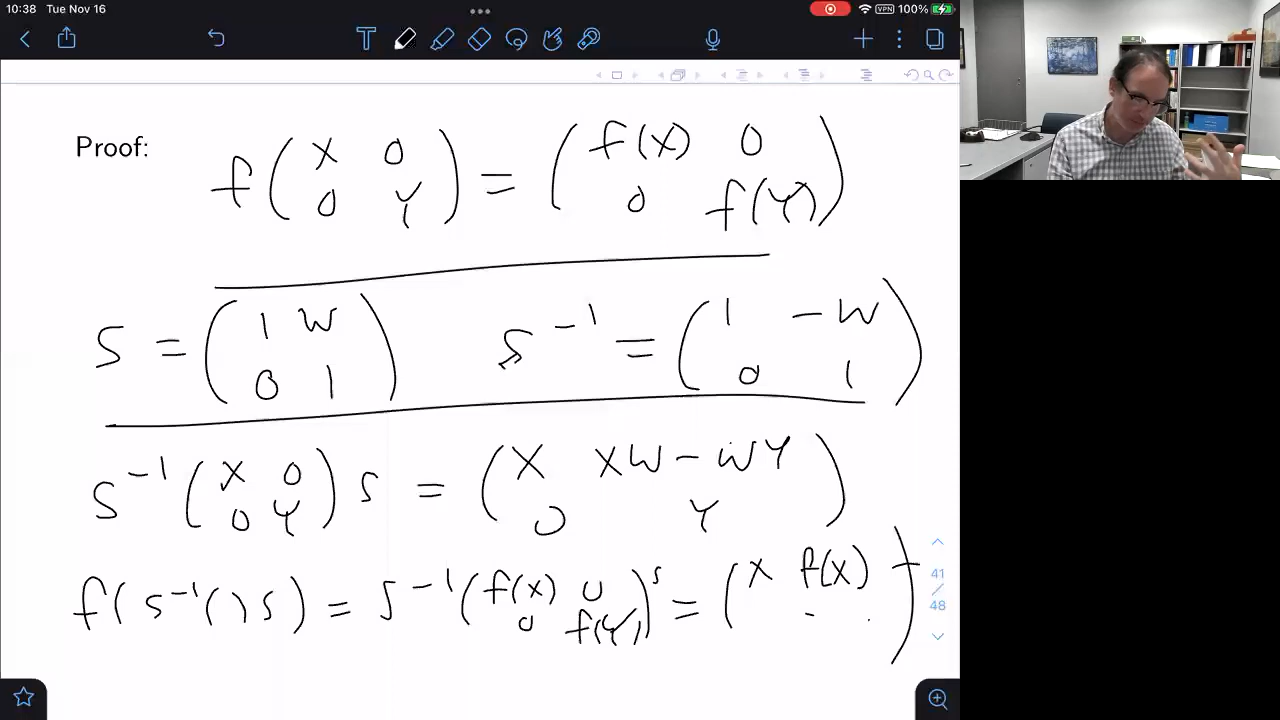 10:38 Tue Nov 16 VPN 100%
T
Proof: f(X 0 0 Y) = (f(X) 0 0 f(Y))
S = (1 W 0 1) S⁻¹ = (1 -W 0 1)
S⁻¹(X 0 0 Y)S = (X XW-WY 0 Y)
f(S⁻¹()S) = S⁻¹(f(X) 0 0 f(Y))S = (X f(X)
41
/
48